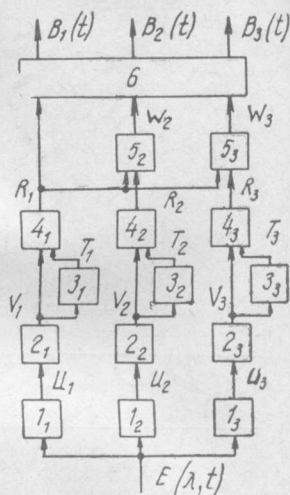 B₁(t) B₂(t) B₃(t)
6
W₂ W₃
5₂ 5₃
R₁ R₂ R₃
4₁ 4₂ 4₃
T₁ T₂ T₃
3₁ 3₂ 3₃
V₁ V₂ V₃
2₁ 2₂ 2₃
U₁ U₂ U₃
1₁ 1₂ 1₃
E(λ,t)